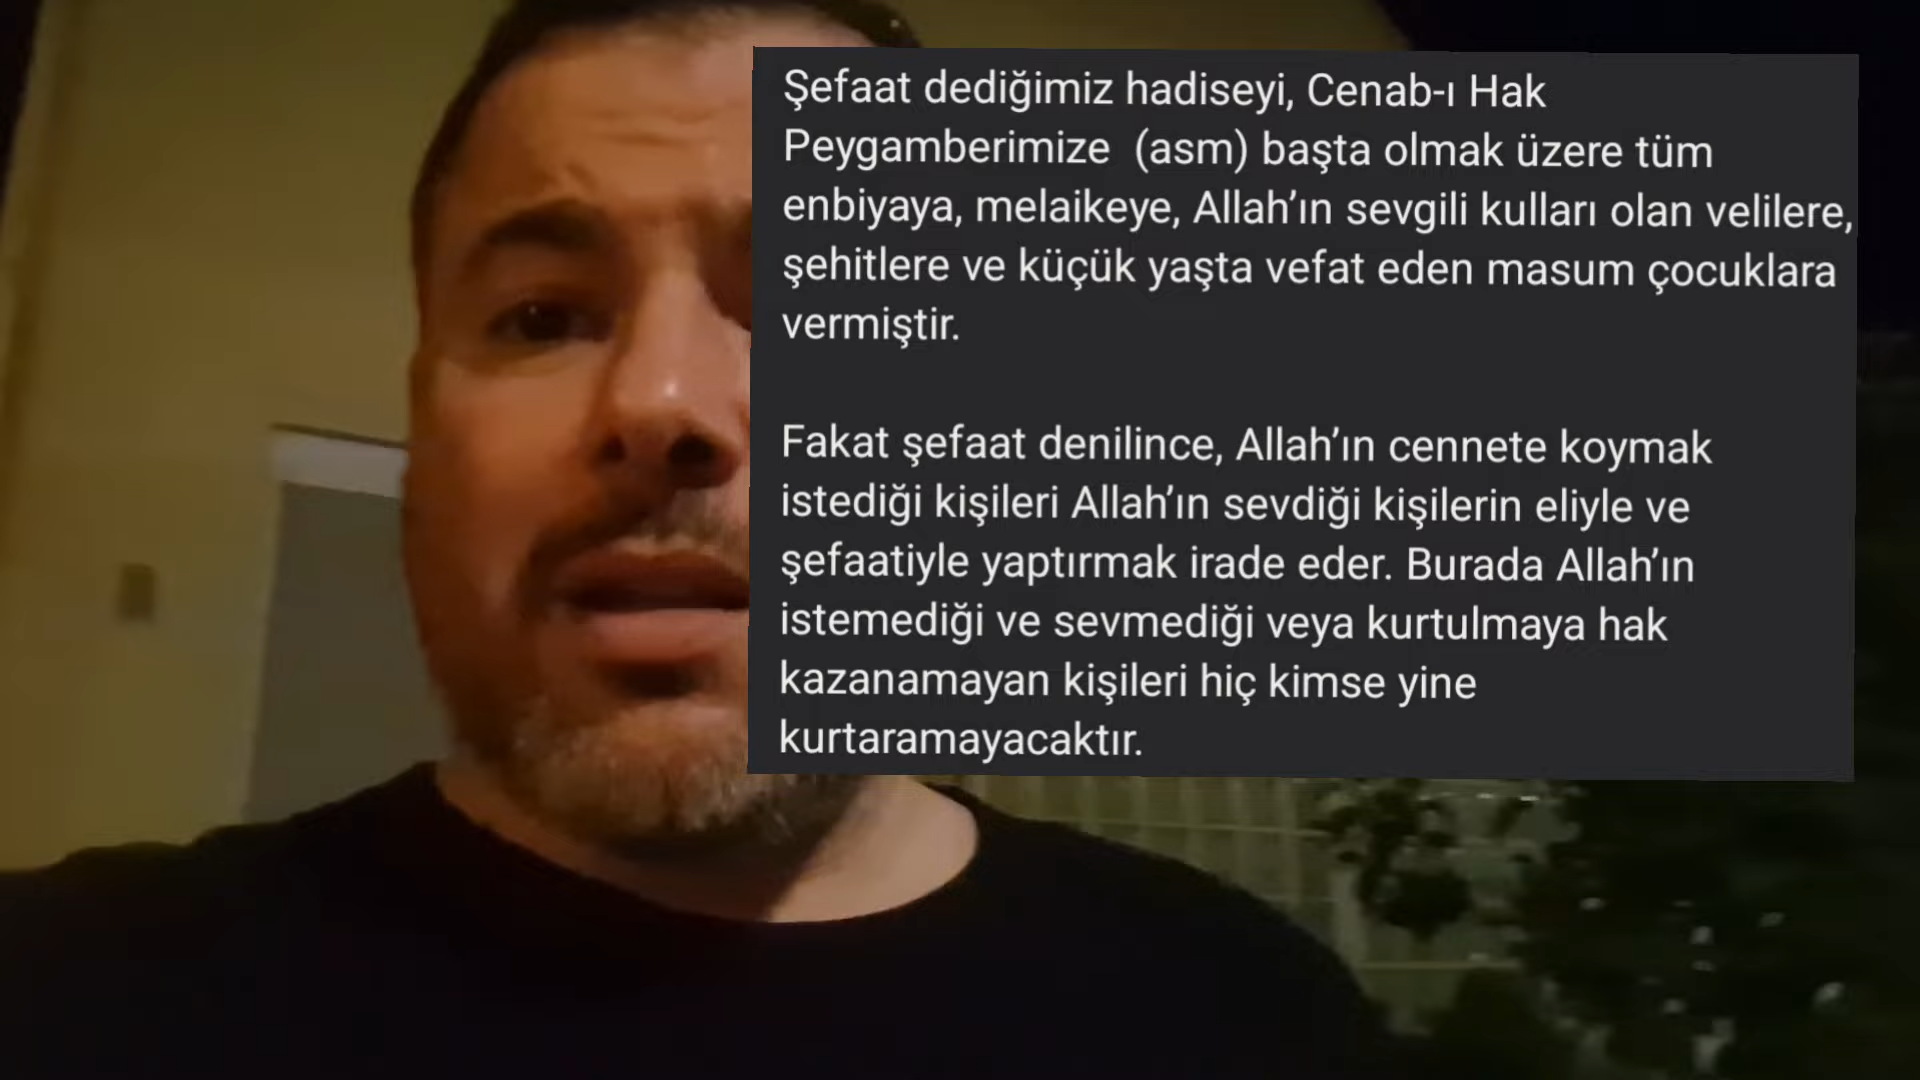 Şefaat dediğimiz hadiseyi, Cenab-ı Hak
Peygamberimize (asm) başta olmak üzere tüm
enbiyaya, melaikeye, Allah’ın sevgili kulları olan velilere,
şehitlere ve küçük yaşta vefat eden masum çocuklara
vermiştir.
Fakat şefaat denilince, Allah’ın cennete koymak
istediği kişileri Allah’ın sevdiği kişilerin eliyle ve
şefaatiyle yaptırmak irade eder. Burada Allah’ın
istemediği ve sevmediği veya kurtulmaya hak
kazanamayan kişileri hiç kimse yine
kurtaramayacaktır.